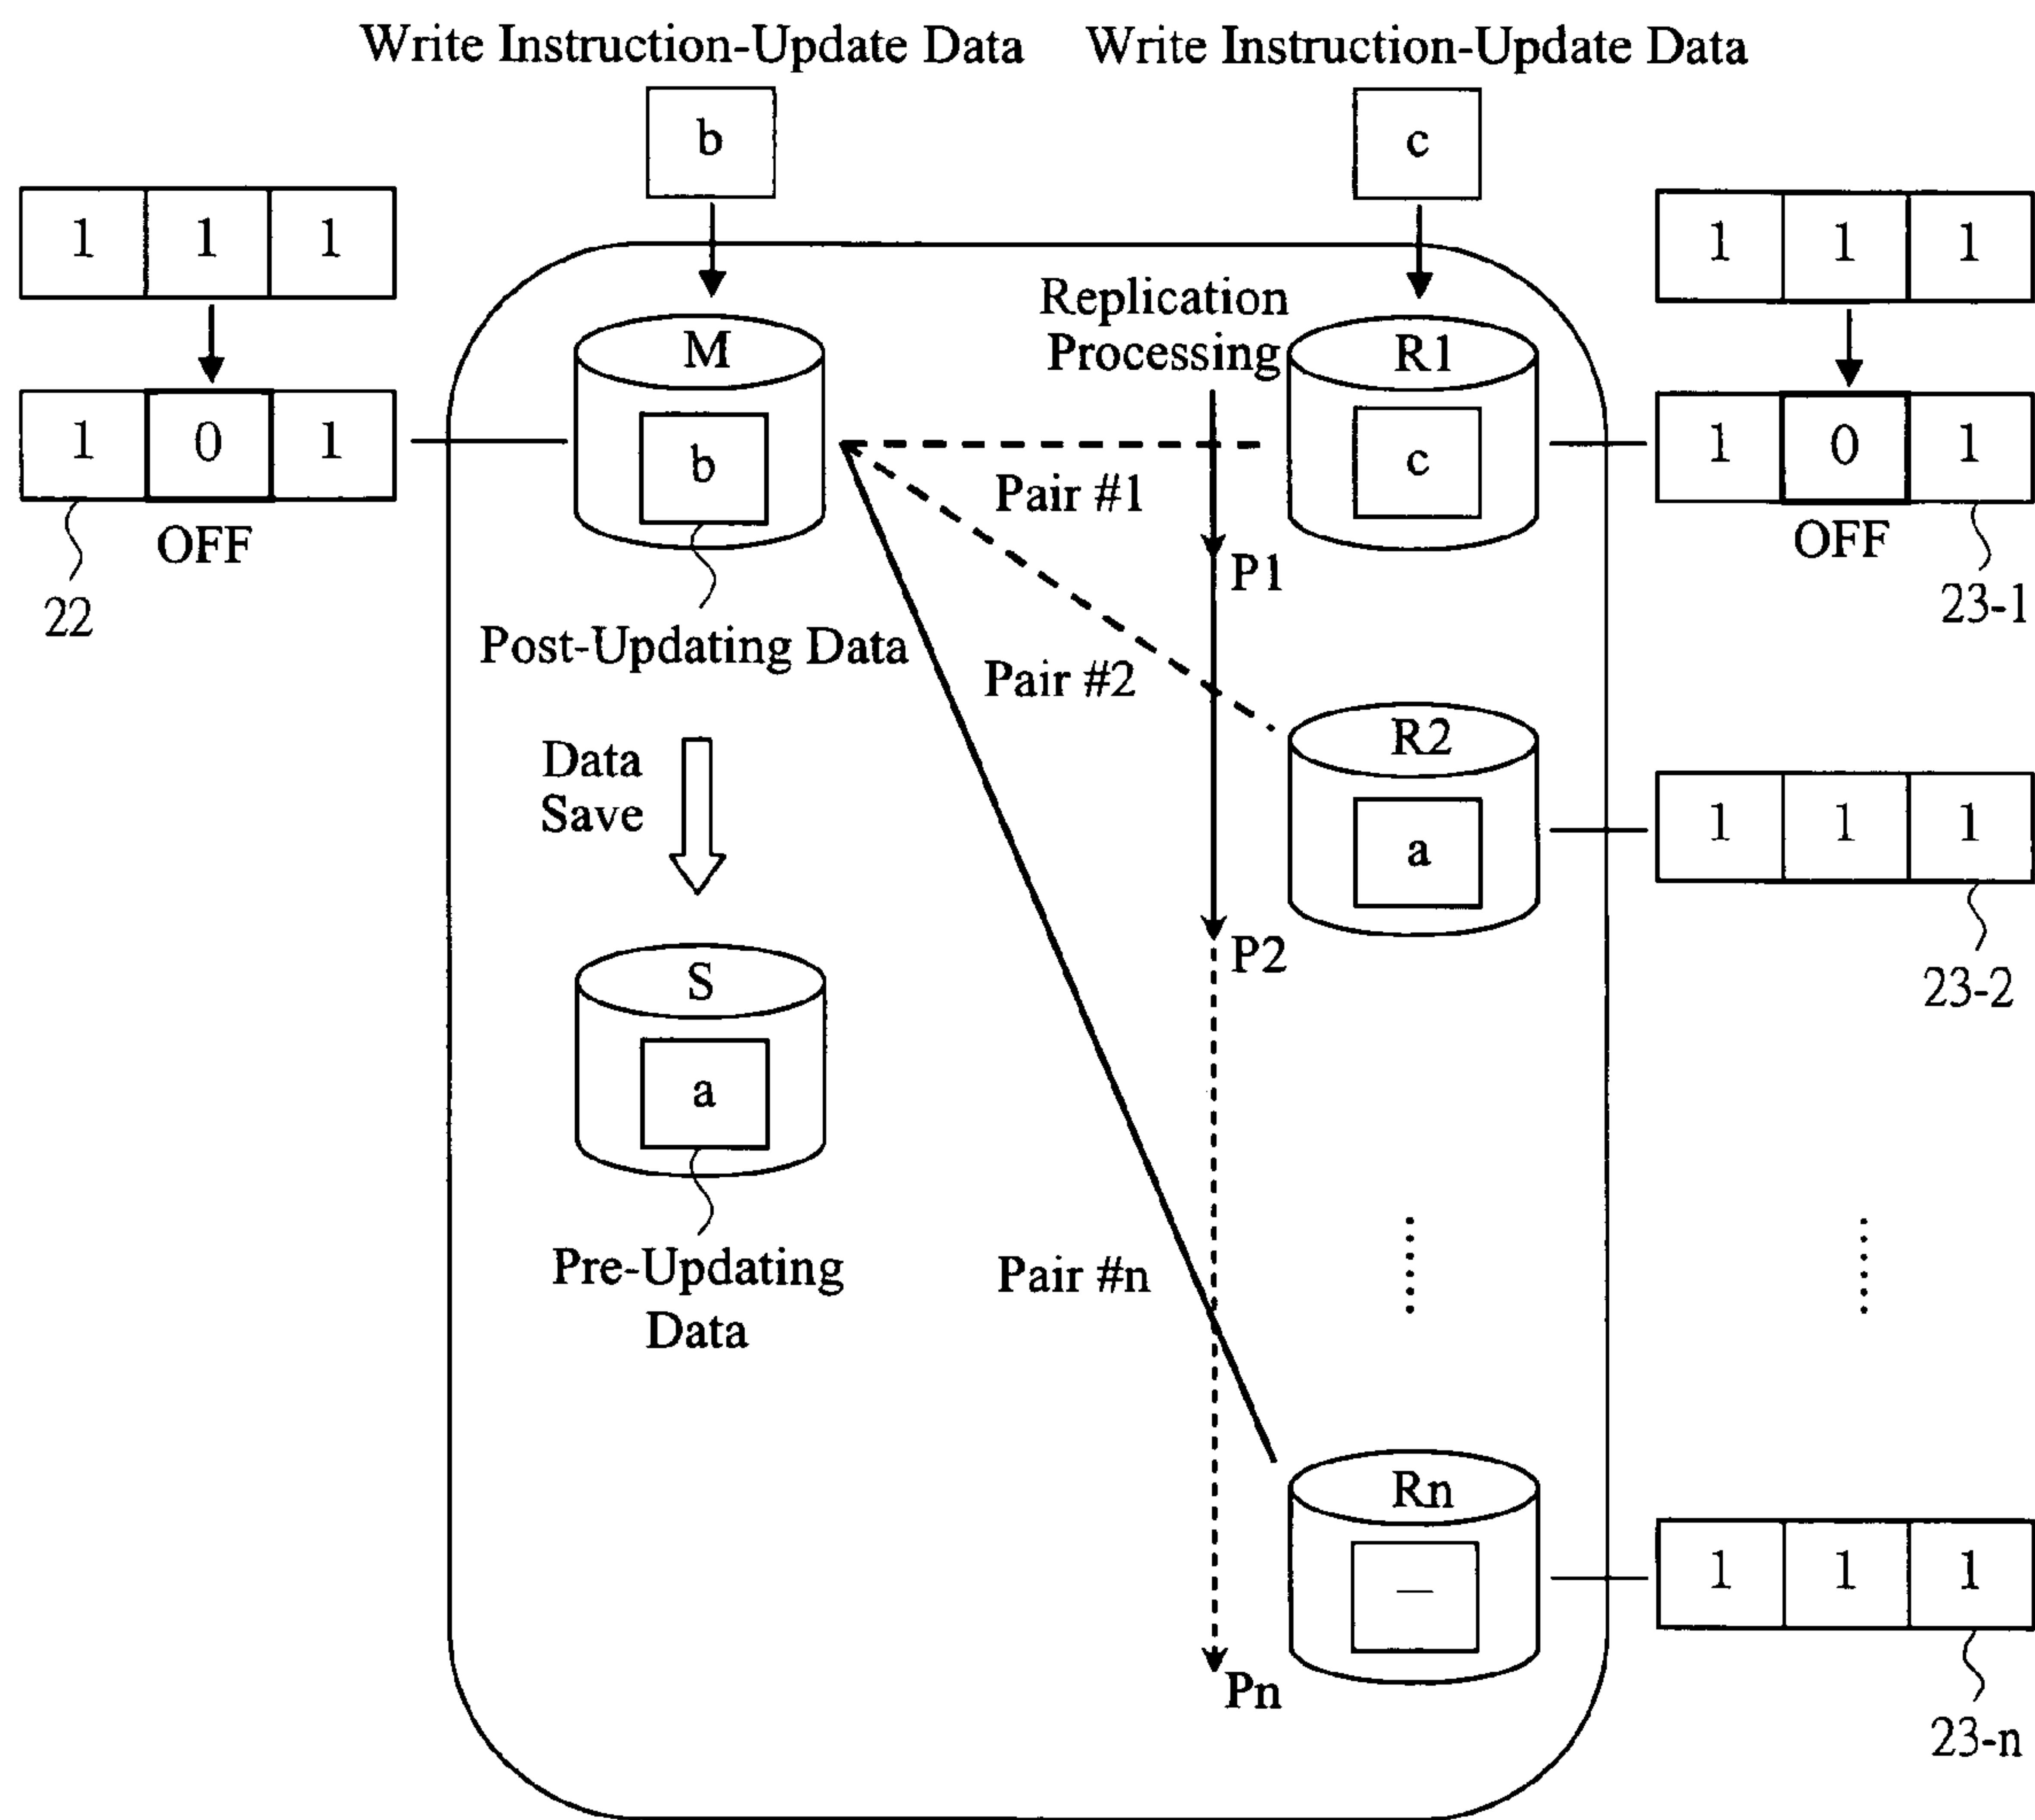 Write Instruction-Update Data
Write Instruction-Update Data
b
c
1 1 1
1 1 1
Replication
Processing
M
R1
1 0 1
b
c
1 0 1
Pair #1
OFF
OFF
P1
22
23-1
Post-Updating Data
Pair #2
Data
Save
R2
a
1 1 1
P2
S
23-2
a
Pre-Updating
Data
Pair #n
Rn
—
1 1 1
Pn
23-n